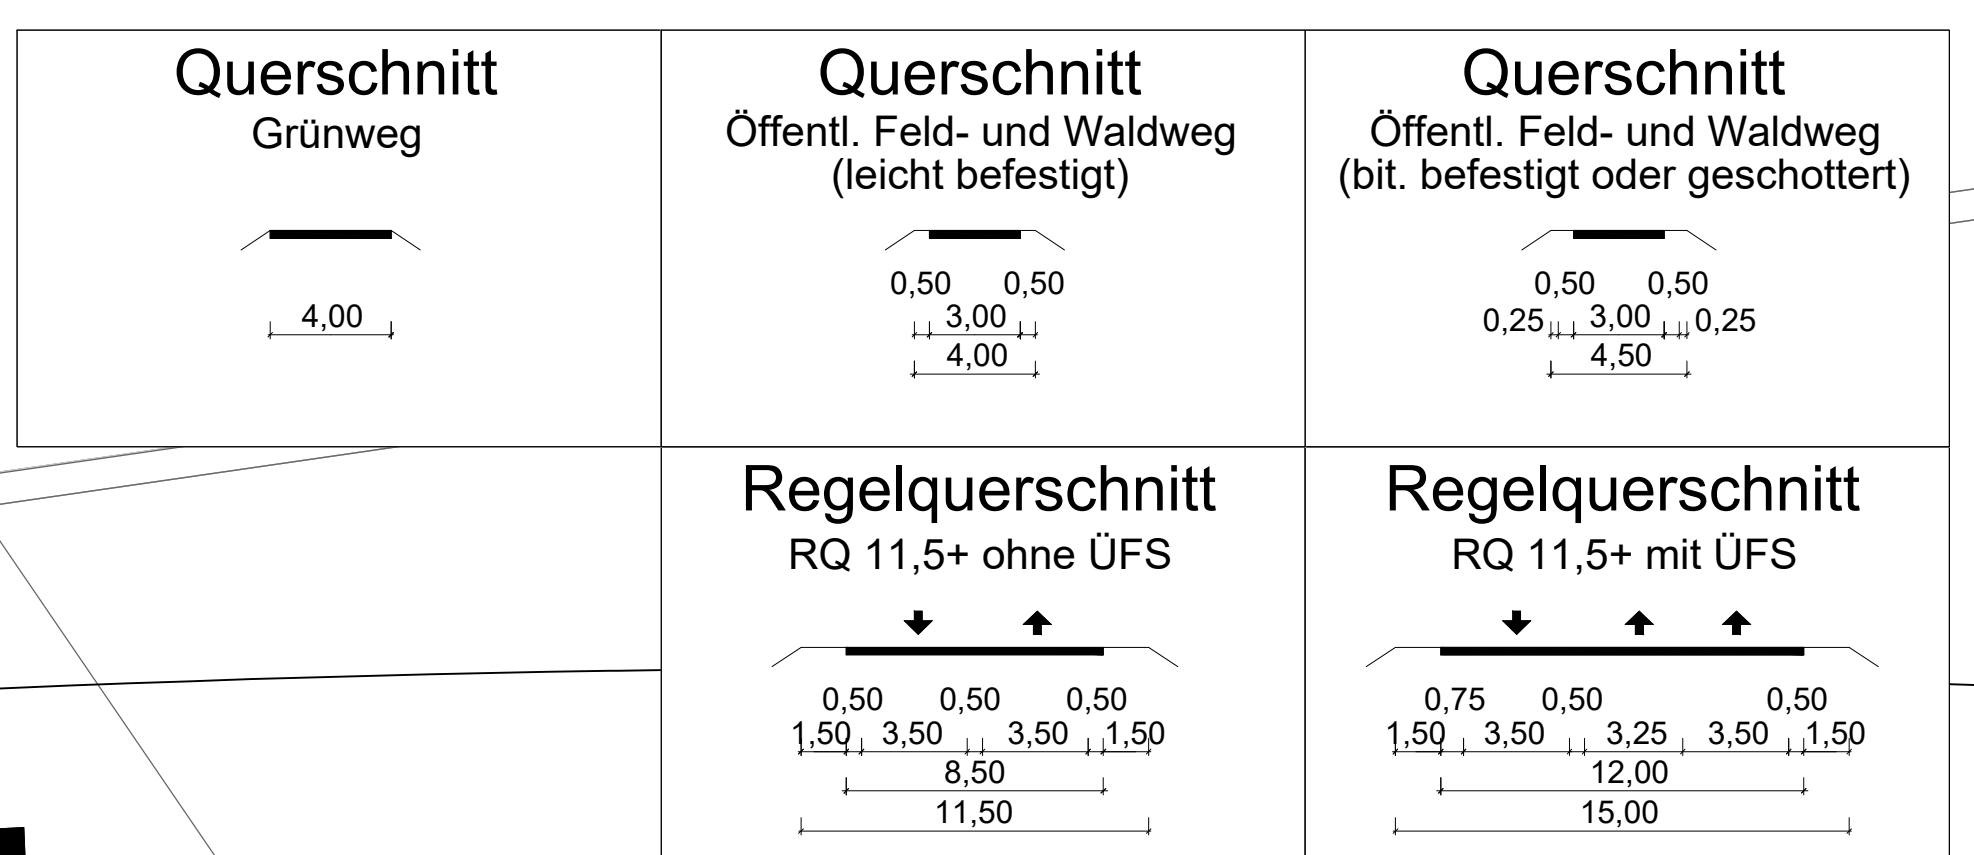 Querschnitt
Grünweg
4,00
Querschnitt
Öffentl. Feld- und Waldweg
(leicht befestigt)
0,50 0,50
3,00
4,00
Querschnitt
Öffentl. Feld- und Waldweg
(bit. befestigt oder geschottert)
0,50 0,50
0,25 3,00 0,25
4,50
Regelquerschnitt
RQ 11,5+ ohne ÜFS
0,50 0,50 0,50
1,50 3,50 3,50 1,50
8,50
11,50
Regelquerschnitt
RQ 11,5+ mit ÜFS
0,75 0,50 0,50
1,50 3,50 3,25 3,50 1,50
12,00
15,00